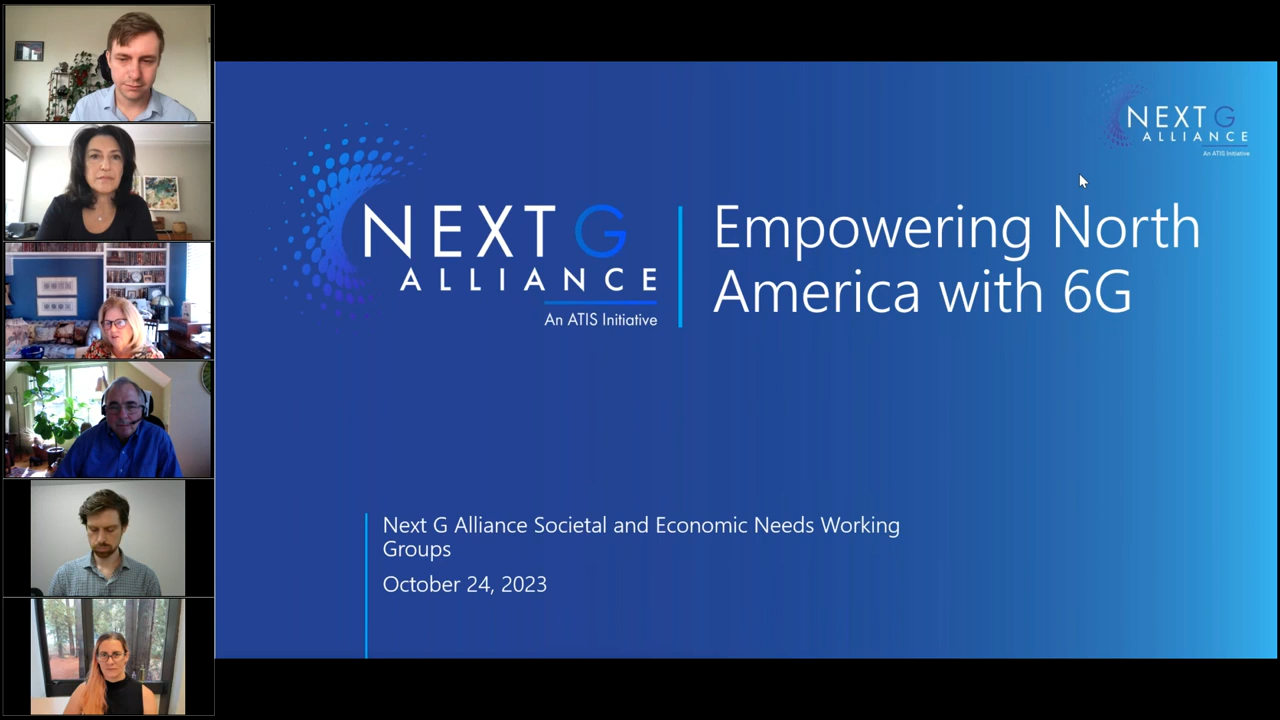 NEXT G
ALLIANCE
An ATIS Initiative
NEXT G
ALLIANCE
An ATIS Initiative
Empowering North
America with 6G
Next G Alliance Societal and Economic Needs Working
Groups
October 24, 2023